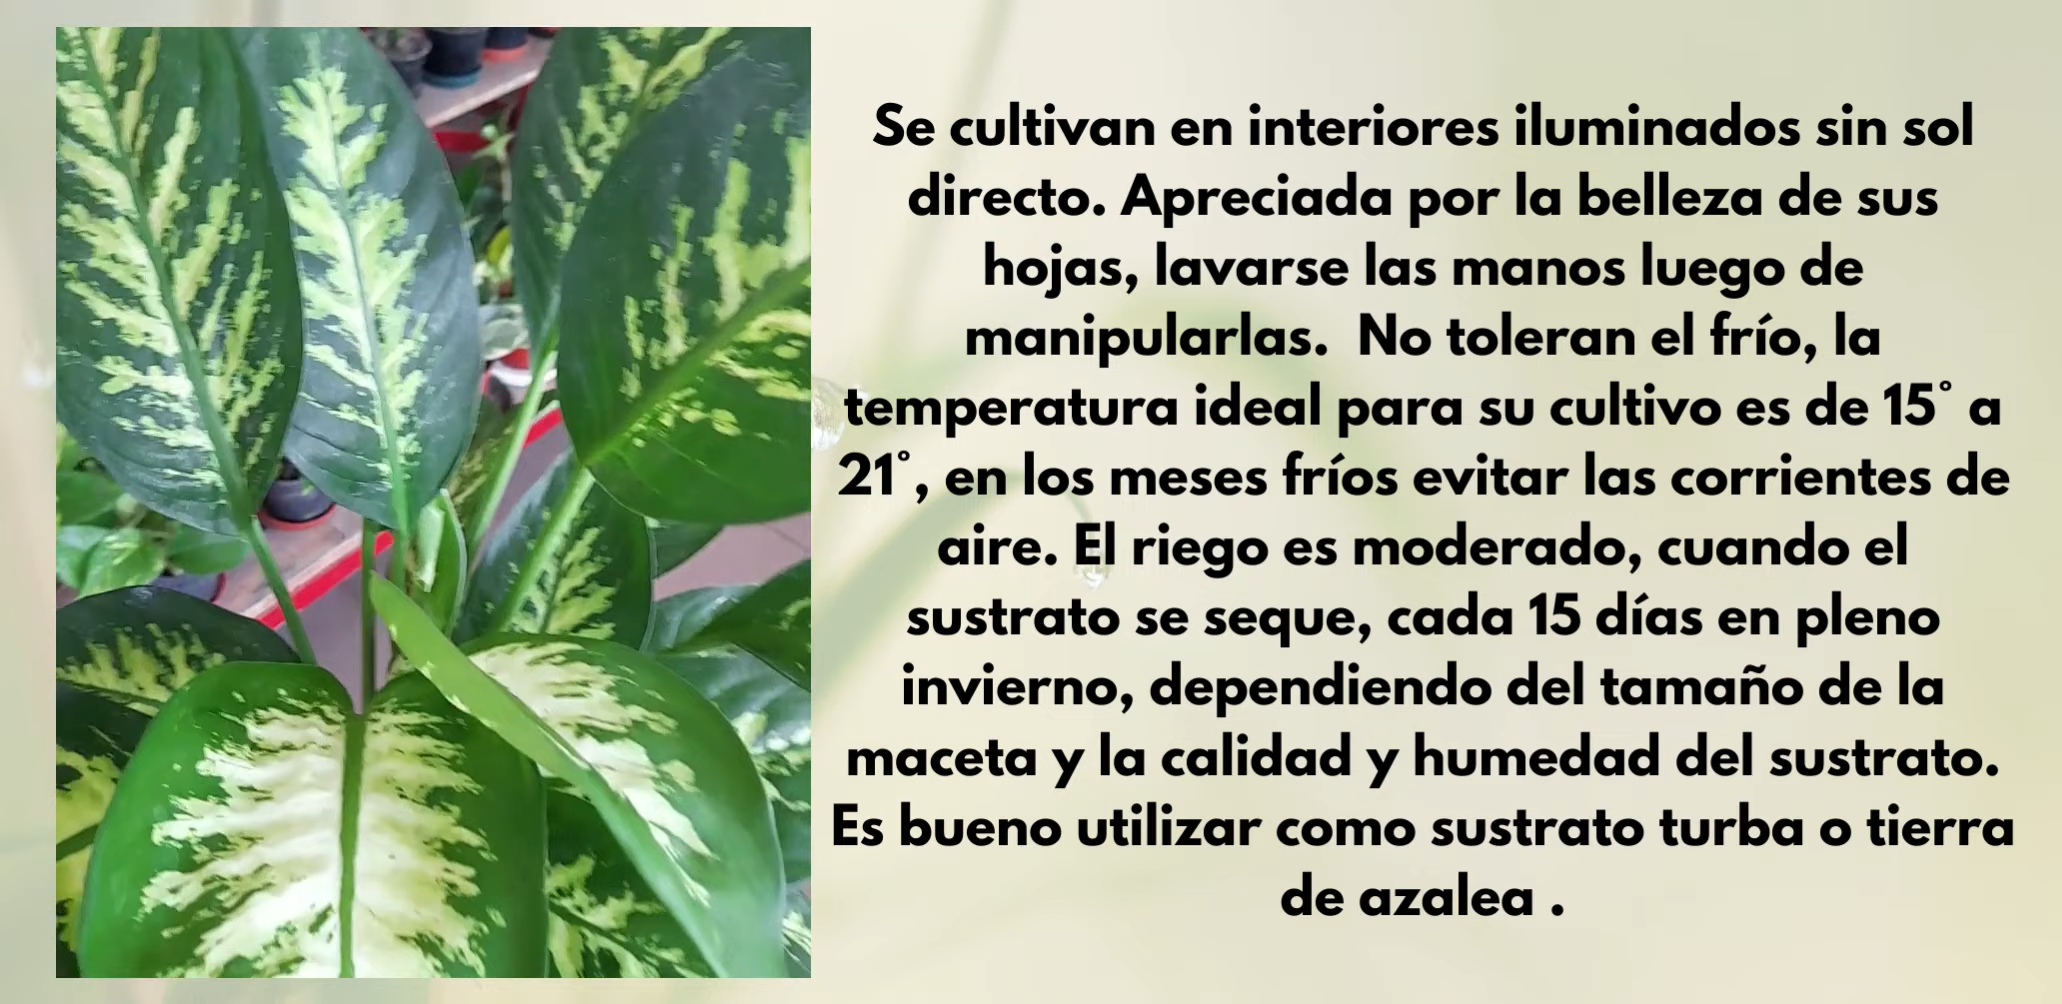 Se cultivan en interiores iluminados sin sol
directo. Apreciada por la belleza de sus
hojas, lavarse las manos luego de
manipularlas.  No toleran el frío, la
temperatura ideal para su cultivo es de 15° a
21°, en los meses fríos evitar las corrientes de
aire. El riego es moderado, cuando el
sustrato se seque, cada 15 días en pleno
invierno, dependiendo del tamaño de la
maceta y la calidad y humedad del sustrato.
Es bueno utilizar como sustrato turba o tierra
de azalea .